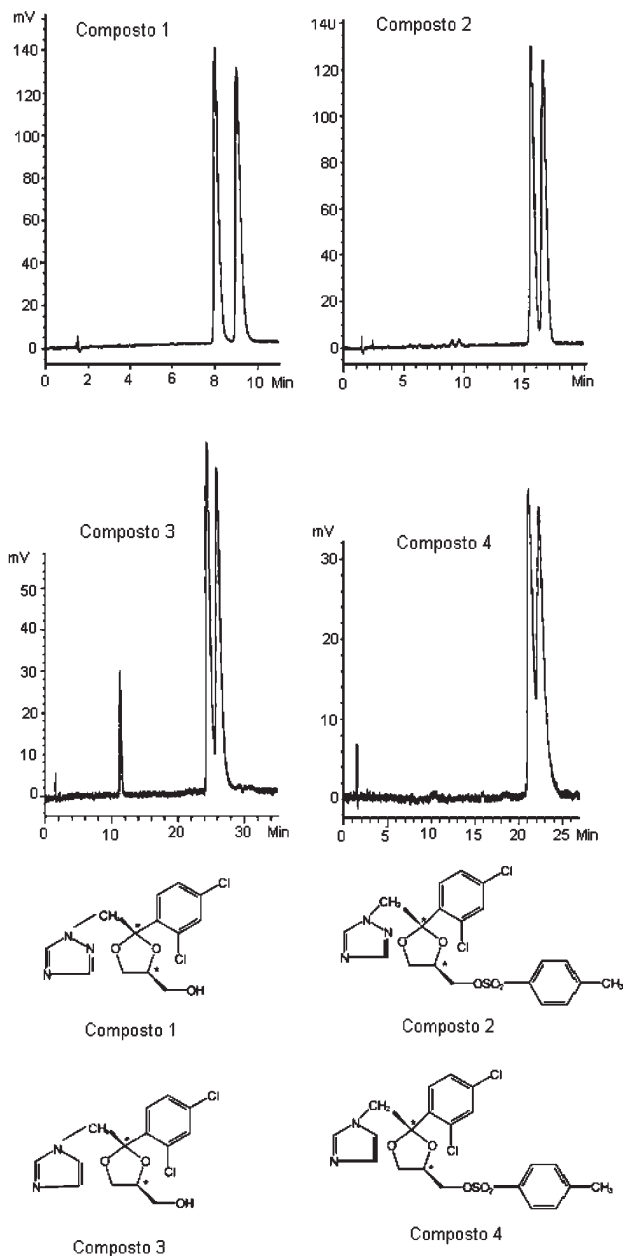 mV
Composto 1
140
120
100
80
60
40
20
0
0 2 4 6 8 10 Min
Composto 2
140
120
100
80
60
40
20
0
0 5 10 15 Min
Composto 3
mV
50
40
30
20
10
0
0 10 20 30 Min
Composto 4
mV
30
20
10
0
0 5 10 15 20 25 Min
Cl
CH₂
*
N
N
N
O O
Cl
*
OH
Composto 1
Cl
CH₂
*
N
N
N
O O
Cl
*
OSO₂
CH₃
Composto 2
Cl
CH₂
*
N
N
O O
Cl
*
OH
Composto 3
Cl
CH₂
*
N
N
O O
Cl
*
OSO₂
CH₃
Composto 4